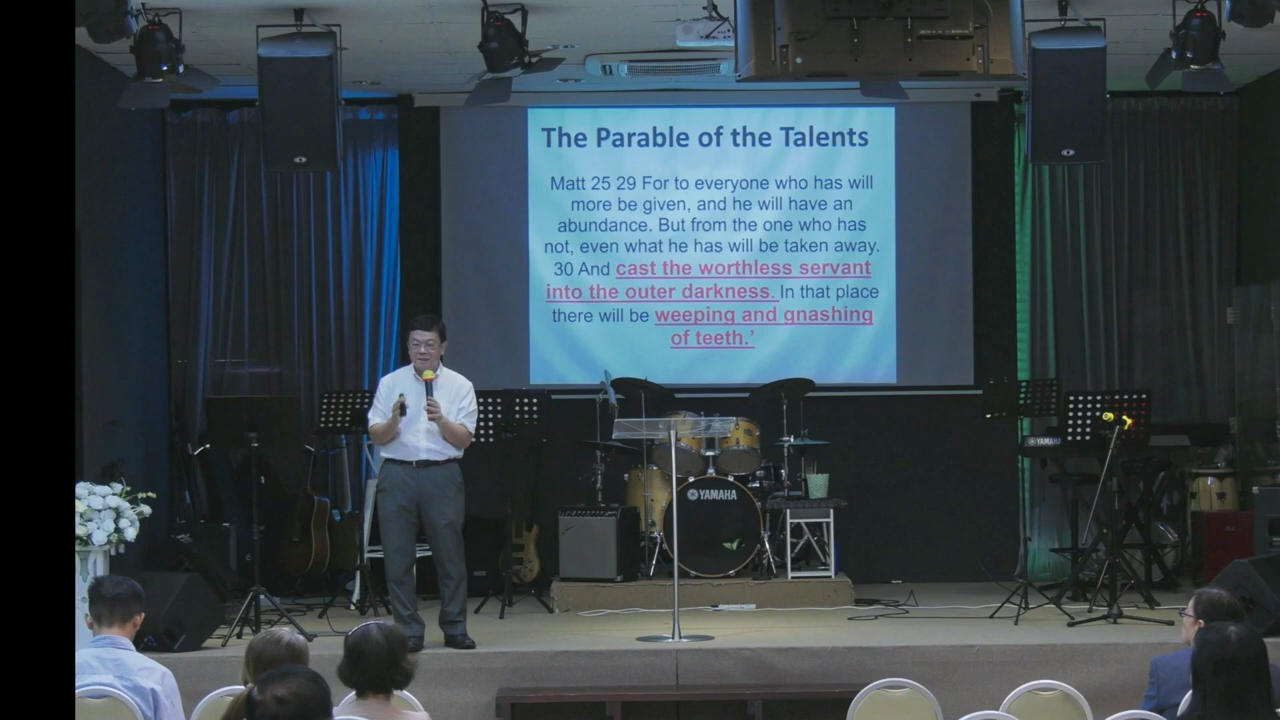 The Parable of the Talents
Matt 25 29 For to everyone who has will
more be given, and he will have an
abundance. But from the one who has
not, even what he has will be taken away.
30 And cast the worthless servant
into the outer darkness. In that place
there will be weeping and gnashing
of teeth.’
YAMAHA
YAMAHA